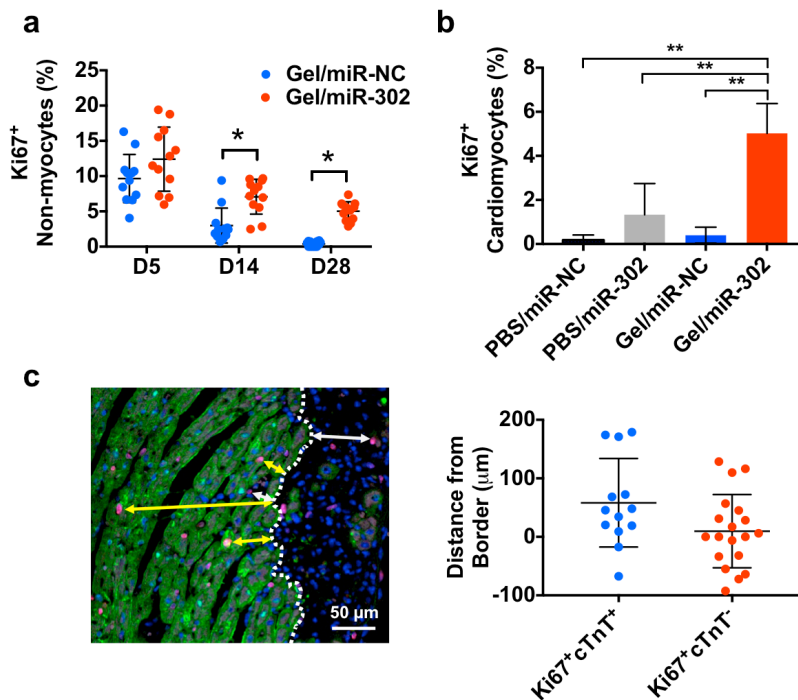 a
Ki67+
Non-myocytes (%)
25
20
15
10
5
0
Gel/miR-NC
Gel/miR-302
*
*
D5
D14
D28
b
Ki67+
Cardiomyocytes (%)
8
6
4
2
0
**
**
**
PBS/miR-NC
PBS/miR-302
Gel/miR-NC
Gel/miR-302
c
50 µm
Distance from
Border (µm)
200
100
0
-100
Ki67+cTnT+
Ki67+cTnT-